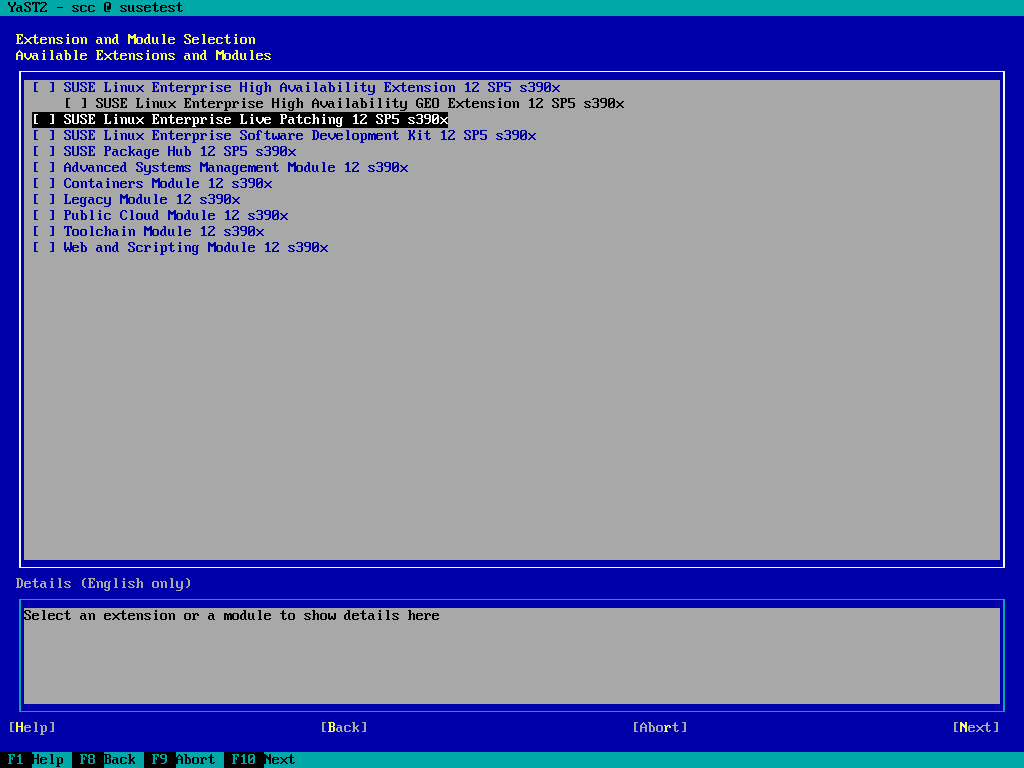 YaST2 - scc @ susetest
Extension and Module Selection
Available Extensions and Modules
[ ] SUSE Linux Enterprise High Availability Extension 12 SP5 s390x
[ ] SUSE Linux Enterprise High Availability GEO Extension 12 SP5 s390x
[ ] SUSE Linux Enterprise Live Patching 12 SP5 s390x
[ ] SUSE Linux Enterprise Software Development Kit 12 SP5 s390x
[ ] SUSE Package Hub 12 SP5 s390x
[ ] Advanced Systems Management Module 12 s390x
[ ] Containers Module 12 s390x
[ ] Legacy Module 12 s390x
[ ] Public Cloud Module 12 s390x
[ ] Toolchain Module 12 s390x
[ ] Web and Scripting Module 12 s390x
Details (English only)
Select an extension or a module to show details here
[Help] [Back] [Abort] [Next]
F1 Help F8 Back F9 Abort F10 Next